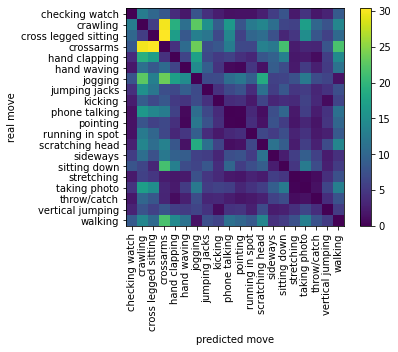 real move
checking watch
crawling
cross legged sitting
crossarms
hand clapping
hand waving
jogging
jumping jacks
kicking
phone talking
pointing
running in spot
scratching head
sideways
sitting down
stretching
taking photo
throw/catch
vertical jumping
walking
checking watch
crawling
cross legged sitting
crossarms
hand clapping
hand waving
jogging
jumping jacks
kicking
phone talking
pointing
running in spot
scratching head
sideways
sitting down
stretching
taking photo
throw/catch
vertical jumping
walking
predicted move
30
25
20
15
10
5
0